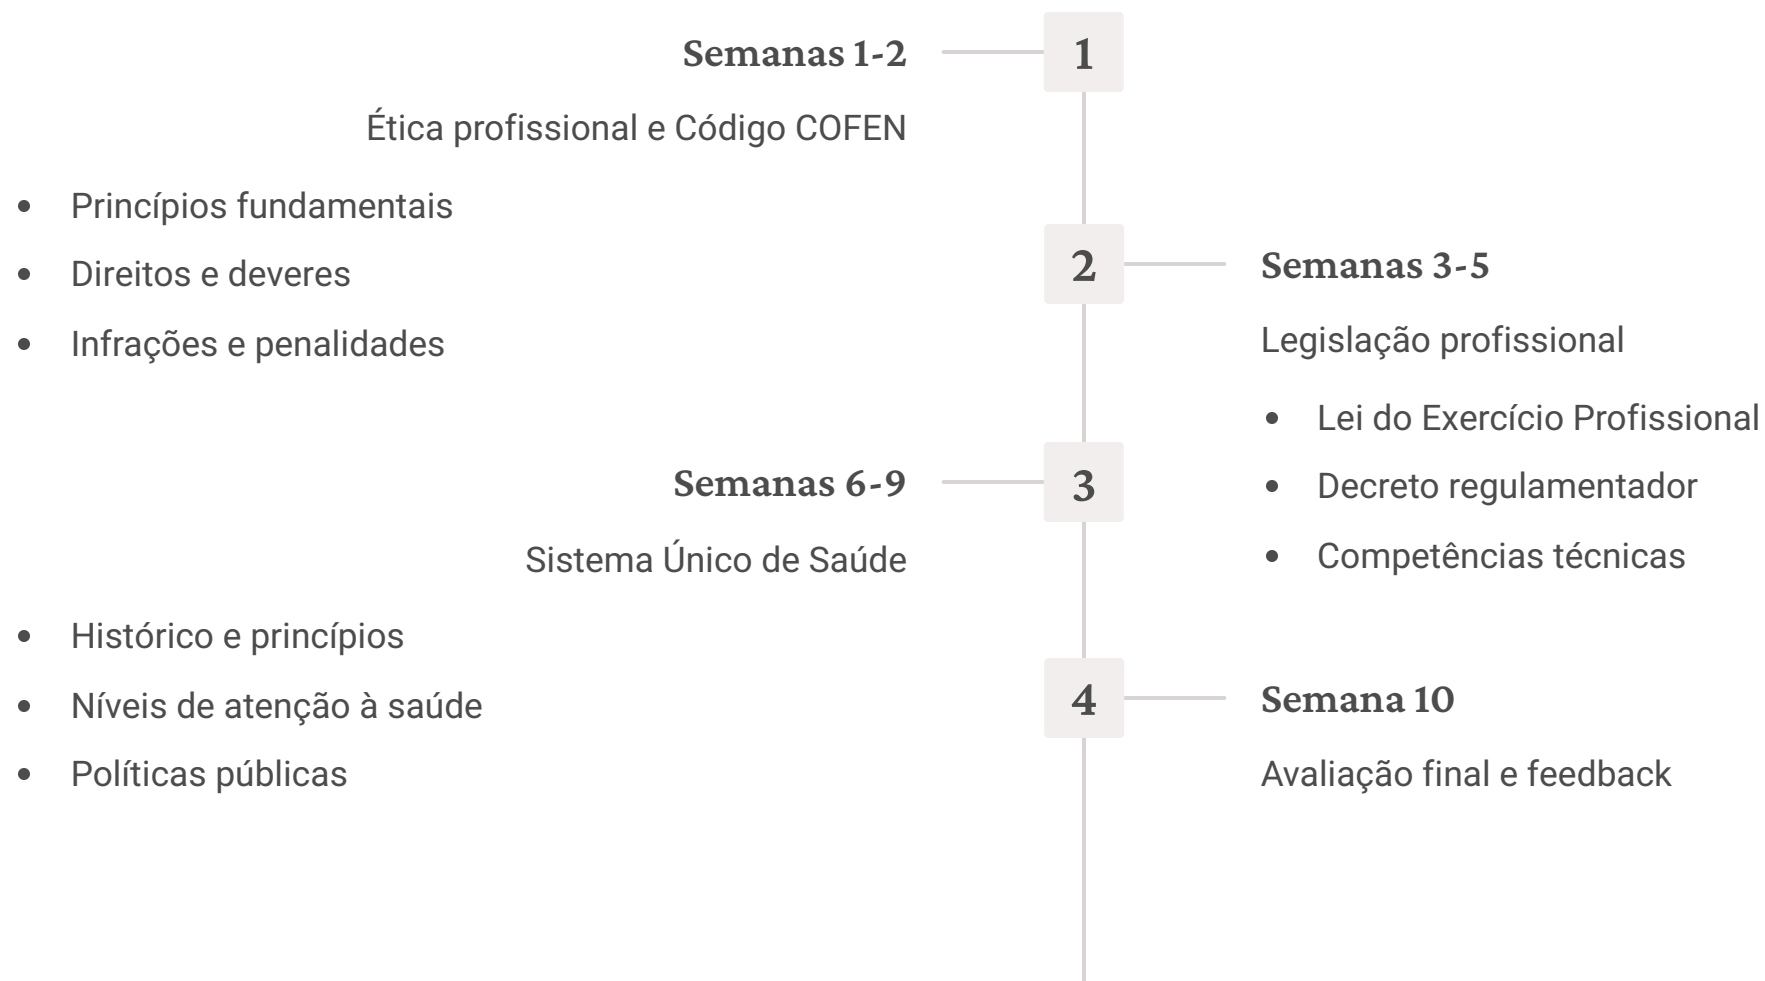 1
Semanas 1-2
Ética profissional e Código COFEN
• Princípios fundamentais
• Direitos e deveres
• Infrações e penalidades
2
Semanas 3-5
Legislação profissional
• Lei do Exercício Profissional
• Decreto regulamentador
• Competências técnicas
3
Semanas 6-9
Sistema Único de Saúde
• Histórico e princípios
• Níveis de atenção à saúde
• Políticas públicas
4
Semana 10
Avaliação final e feedback